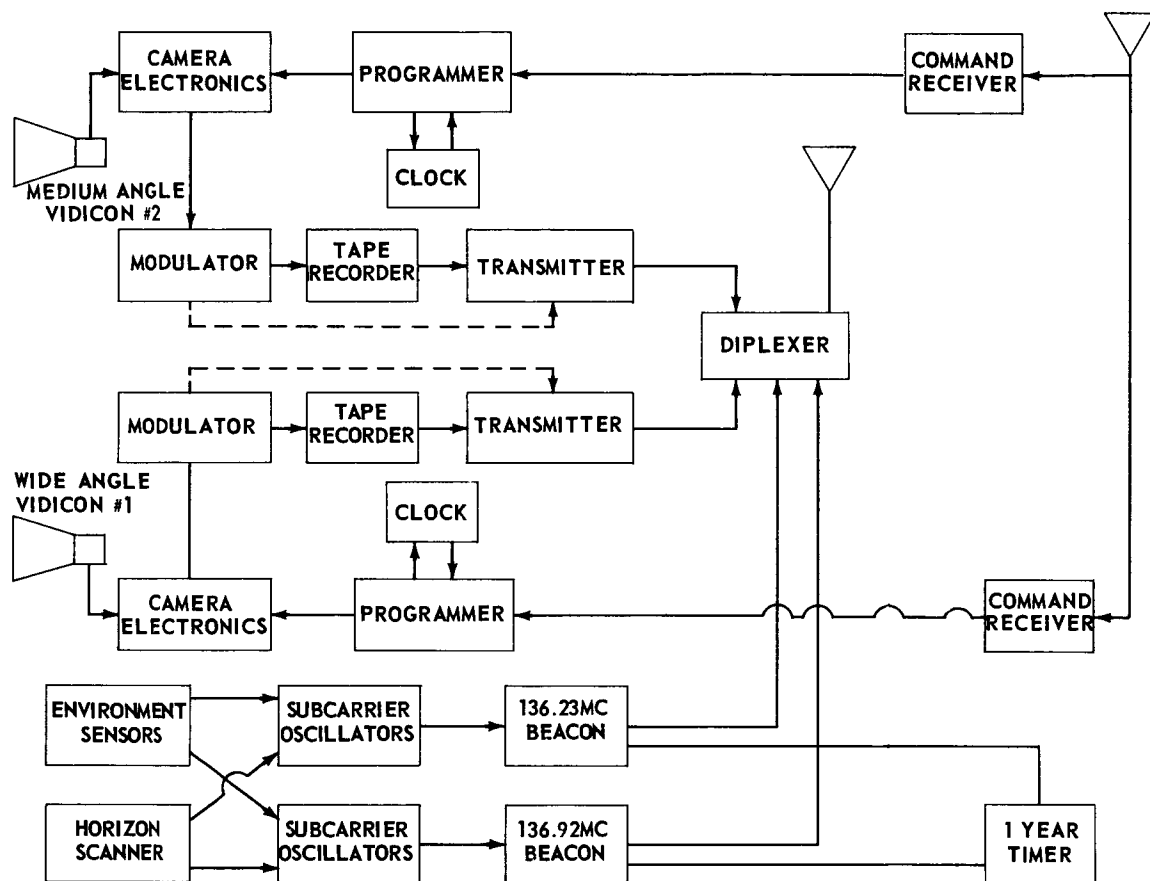 CAMERA
ELECTRONICS
PROGRAMMER
COMMAND
RECEIVER
CLOCK
MEDIUM ANGLE
VIDICON #2
MODULATOR
TAPE
RECORDER
TRANSMITTER
DIPLEXER
MODULATOR
TAPE
RECORDER
TRANSMITTER
WIDE ANGLE
VIDICON #1
CLOCK
CAMERA
ELECTRONICS
PROGRAMMER
COMMAND
RECEIVER
ENVIRONMENT
SENSORS
SUBCARRIER
OSCILLATORS
136.23MC
BEACON
HORIZON
SCANNER
SUBCARRIER
OSCILLATORS
136.92MC
BEACON
1 YEAR
TIMER